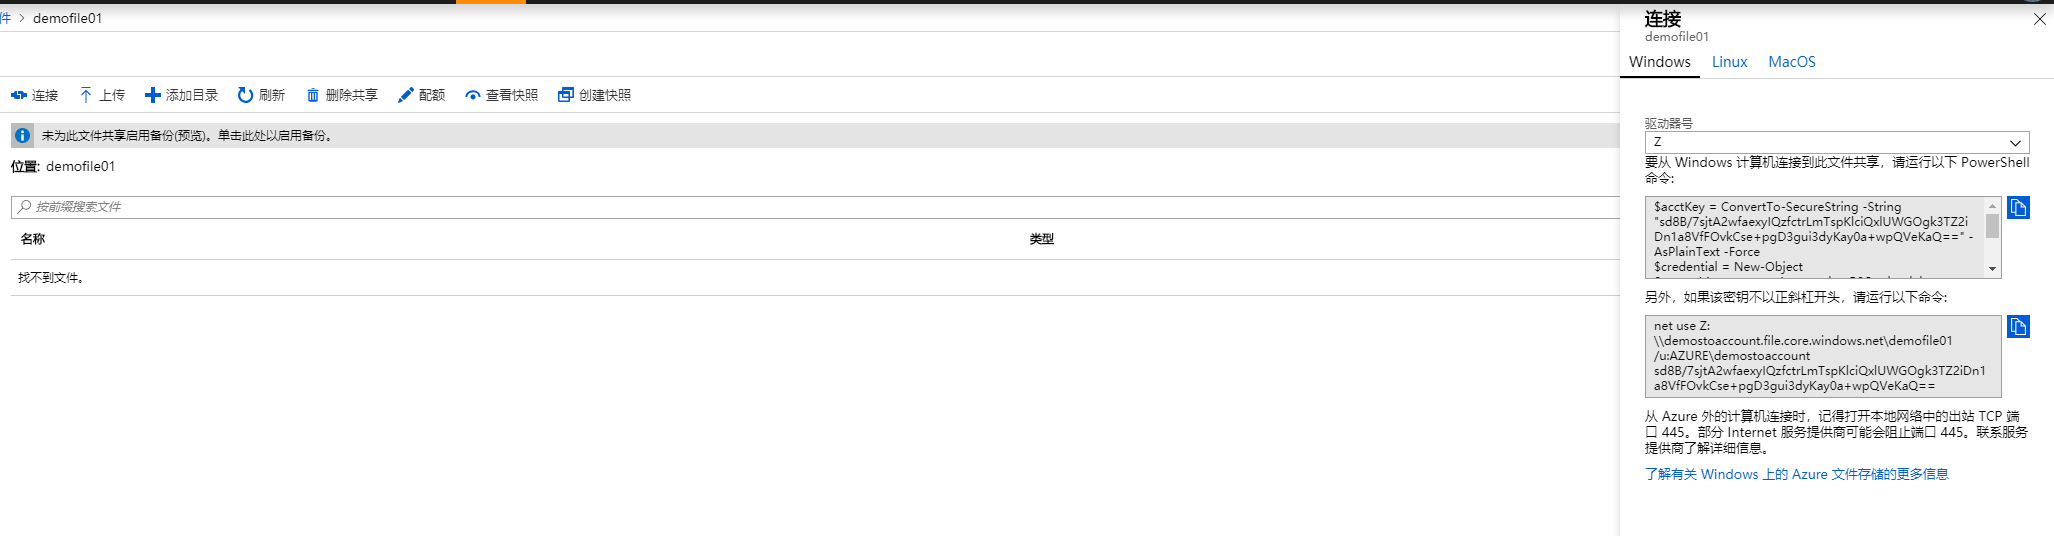 件 > demofile01
连接 上传 添加目录 刷新 删除共享 配额 查看快照 创建快照
未为此文件共享启用备份(预览)。单击此处以启用备份。
位置: demofile01
按前缀搜索文件
名称 类型
找不到文件。
连接
demofile01
Windows Linux MacOS
驱动器号
Z
要从 Windows 计算机连接到此文件共享，请运行以下 PowerShell
命令:
$acctKey = ConvertTo-SecureString -String
"sd8B/7sjtA2wfaexyIQzfctrLmTspKlciQxlUWGOgk3TZ2i
Dn1a8VfFOvkCse+pgD3gui3dyKay0a+wpQVeKaQ==" -
AsPlainText -Force
$credential = New-Object
另外，如果该密钥不以正斜杠开头，请运行以下命令:
net use Z:
\\demostoaccount.file.core.windows.net\demofile01
/u:AZURE\demostoaccount
sd8B/7sjtA2wfaexyIQzfctrLmTspKlciQxlUWGOgk3TZ2iDn1
a8VfFOvkCse+pgD3gui3dyKay0a+wpQVeKaQ==
从 Azure 外的计算机连接时，记得打开本地网络中的出站 TCP 端
口 445。部分 Internet 服务提供商可能会阻止端口 445。联系服务
提供商了解详细信息。
了解有关 Windows 上的 Azure 文件存储的更多信息